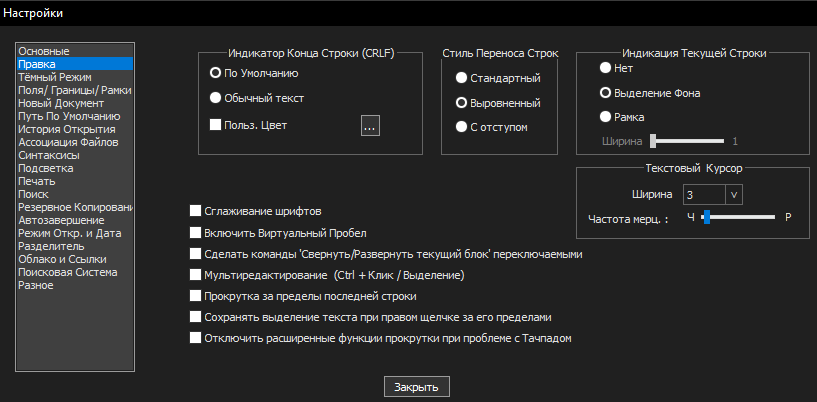 Настройки
Основные
Правка
Тёмный Режим
Поля/ Границы/ Рамки
Новый Документ
Путь По Умолчанию
История Открытия
Ассоциация Файлов
Синтаксисы
Подсветка
Печать
Поиск
Резервное Копировани
Автозавершение
Режим Откр. и Дата
Разделитель
Облако и Ссылки
Поисковая Система
Разное
Индикатор Конца Строки (CRLF)
По Умолчанию
Обычный текст
Польз. Цвет
...
Стиль Переноса Строк
Стандартный
Выровненный
С отступом
Индикация Текущей Строки
Нет
Выделение Фона
Рамка
Ширина 1
Текстовый Курсор
Ширина 3
Частота мерц. : Ч Р
Сглаживание шрифтов
Включить Виртуальный Пробел
Сделать команды 'Свернуть/Развернуть текущий блок' переключаемыми
Мультиредактирование (Ctrl + Клик / Выделение)
Прокрутка за пределы последней строки
Сохранять выделение текста при правом щелчке за его пределами
Отключить расширенные функции прокрутки при проблеме с Тачпадом
Закрыть